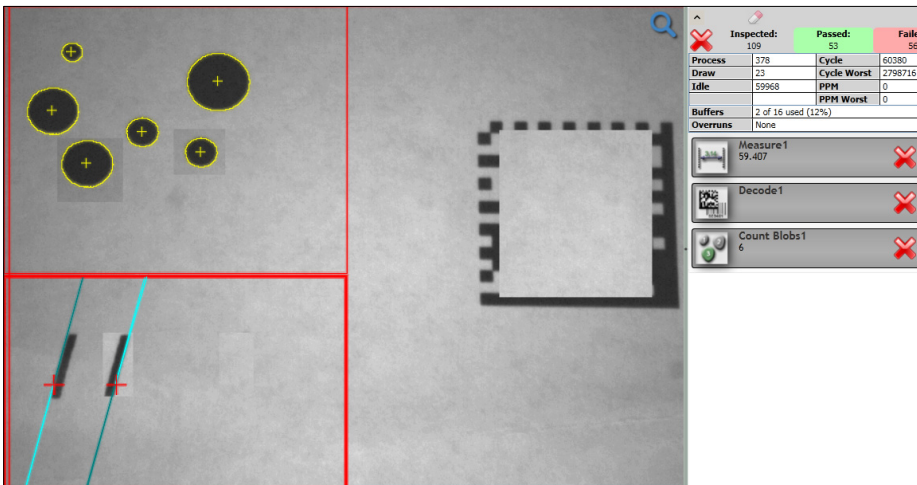 Inspected: Passed: Faile
109 53 56
Process 378 Cycle 60380
Draw 23 Cycle Worst 2798716
Idle 59968 PPM 0
PPM Worst 0
Buffers 2 of 16 used (12%)
Overruns None
Measure1
59.407
Decode1
Count Blobs1
6